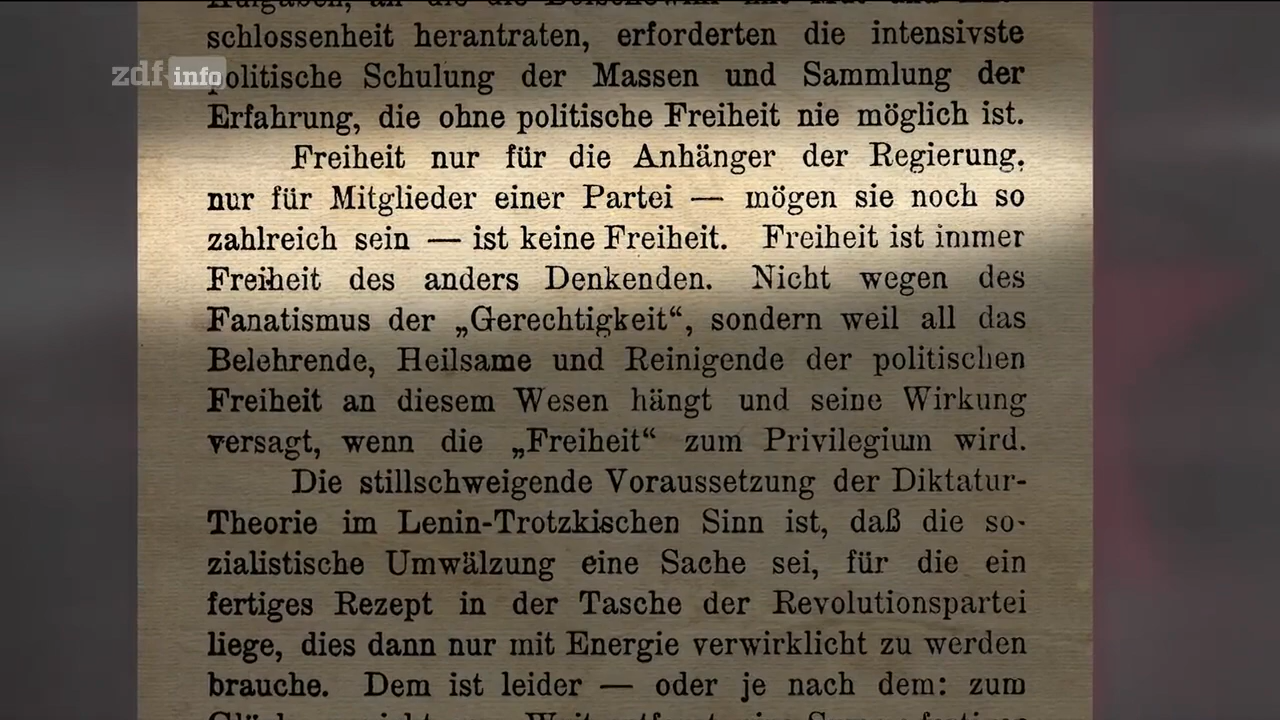 schlossenheit herantraten, erforderten die intensivste
zdf info
politische Schulung der Massen und Sammlung der
Erfahrung, die ohne politische Freiheit nie möglich ist.
Freiheit nur für die Anhänger der Regierung,
nur für Mitglieder einer Partei — mögen sie noch so
zahlreich sein — ist keine Freiheit. Freiheit ist immer
Freiheit des anders Denkenden. Nicht wegen des
Fanatismus der „Gerechtigkeit“, sondern weil all das
Belehrende, Heilsame und Reinigende der politischen
Freiheit an diesem Wesen hängt und seine Wirkung
versagt, wenn die „Freiheit“ zum Privilegium wird.
Die stillschweigende Voraussetzung der Diktatur-
Theorie im Lenin-Trotzkischen Sinn ist, daß die so-
zialistische Umwälzung eine Sache sei, für die ein
fertiges Rezept in der Tasche der Revolutionspartei
liege, dies dann nur mit Energie verwirklicht zu werden
brauche. Dem ist leider — oder je nach dem: zum